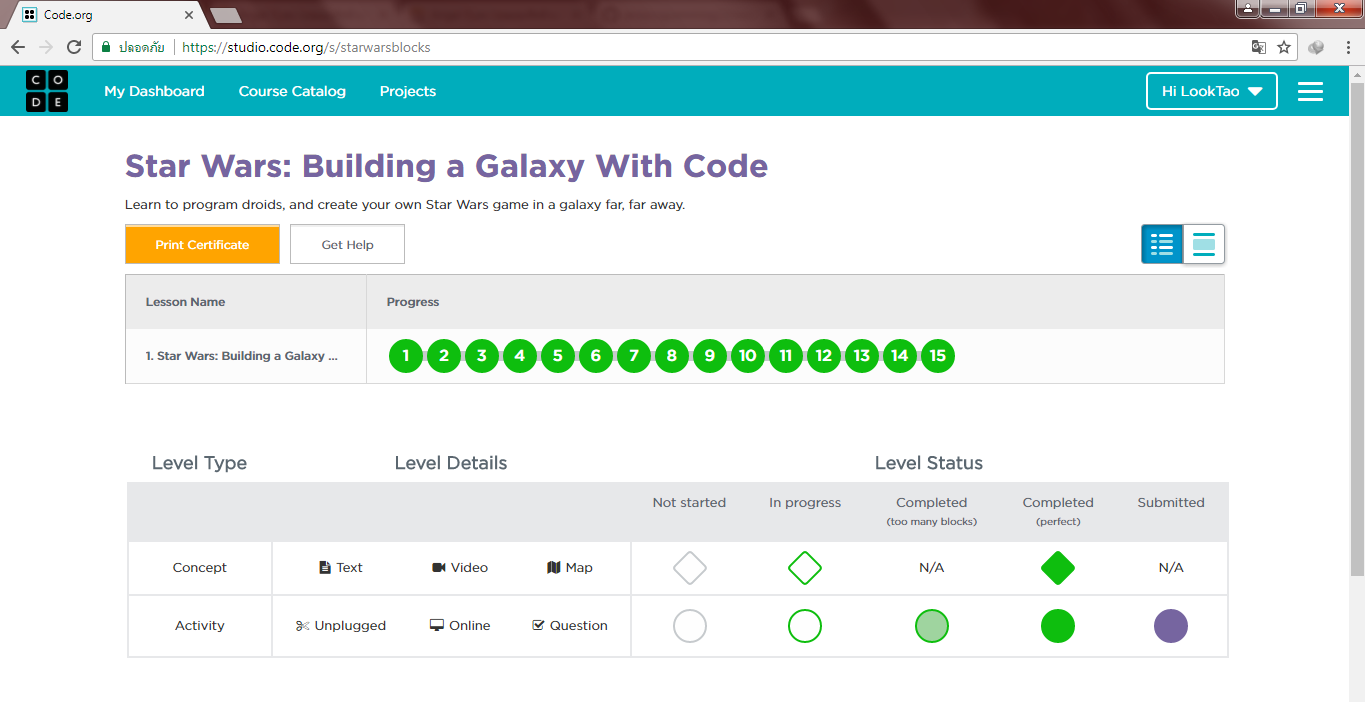 Code.org
ปลอดภัย https://studio.code.org/s/starwarsblocks
CODE My Dashboard Course Catalog Projects Hi LookTao
Star Wars: Building a Galaxy With Code
Learn to program droids, and create your own Star Wars game in a galaxy far, far away.
Print Certificate Get Help
Lesson Name Progress
1. Star Wars: Building a Galaxy ... 1 2 3 4 5 6 7 8 9 10 11 12 13 14 15
Level Type Level Details Level Status
Not started In progress Completed Completed Submitted
(too many blocks) (perfect)
Concept Text Video Map N/A N/A
Activity Unplugged Online Question